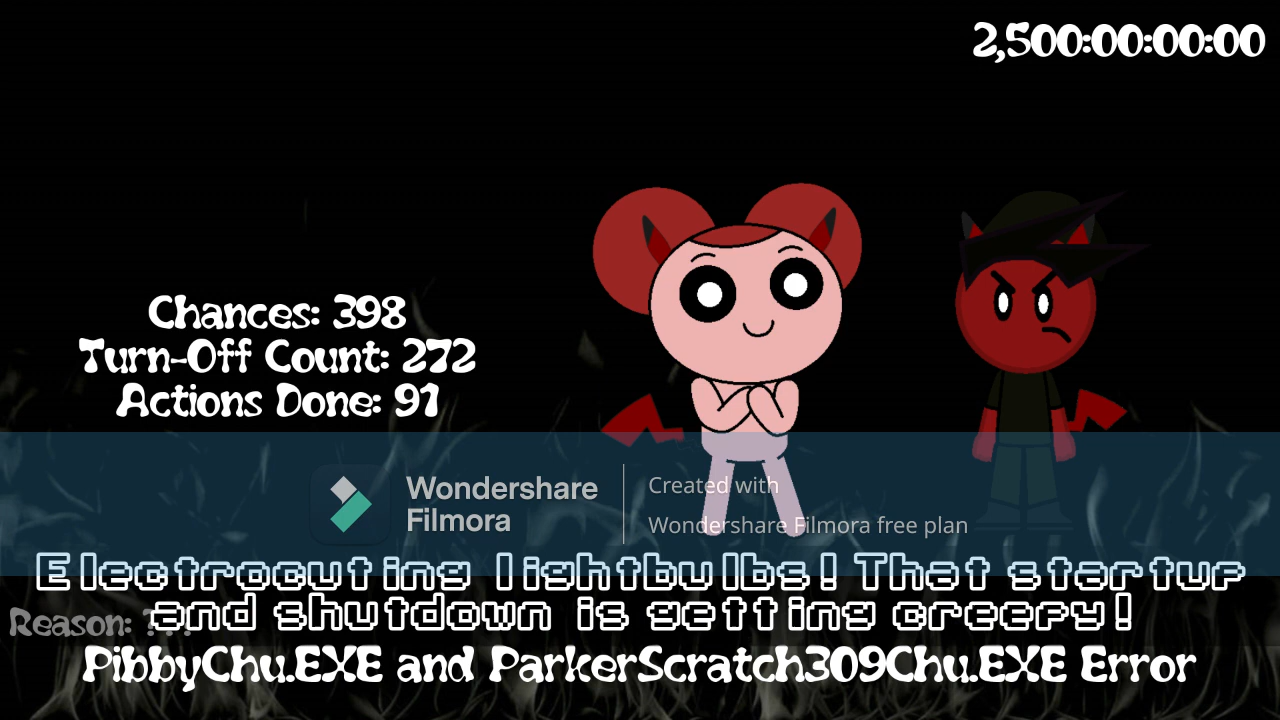 2,500:00:00:00
Chances: 398
Turn-Off Count: 272
Actions Done: 91
Wondershare
Filmora
Created with
Wondershare Filmora free plan
Electrocuting lightbulbs! That startup
and shutdown is getting creepy!
Reason: ???
PibbyChu.EXE and ParkerScratch309Chu.EXE Error